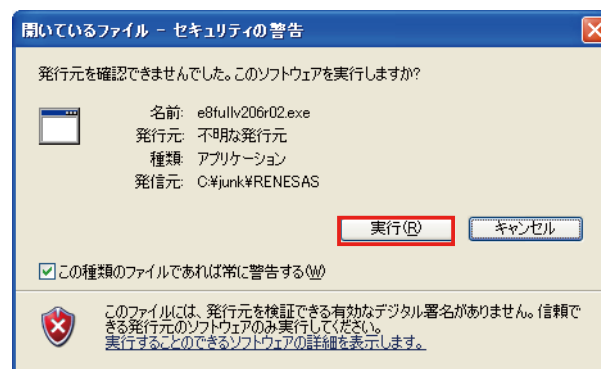 開いているファイル - セキュリティの警告
発行元を確認できませんでした。このソフトウェアを実行しますか?
名前: e8fullv206r02.exe
発行元: 不明な発行元
種類: アプリケーション
発信元: C:¥junk¥RENESAS
実行(R)
キャンセル
この種類のファイルであれば常に警告する(W)
このファイルには、発行元を検証できる有効なデジタル署名がありません。信頼で
きる発行元のソフトウェアのみ実行してください。
実行することのできるソフトウェアの詳細を表示します。